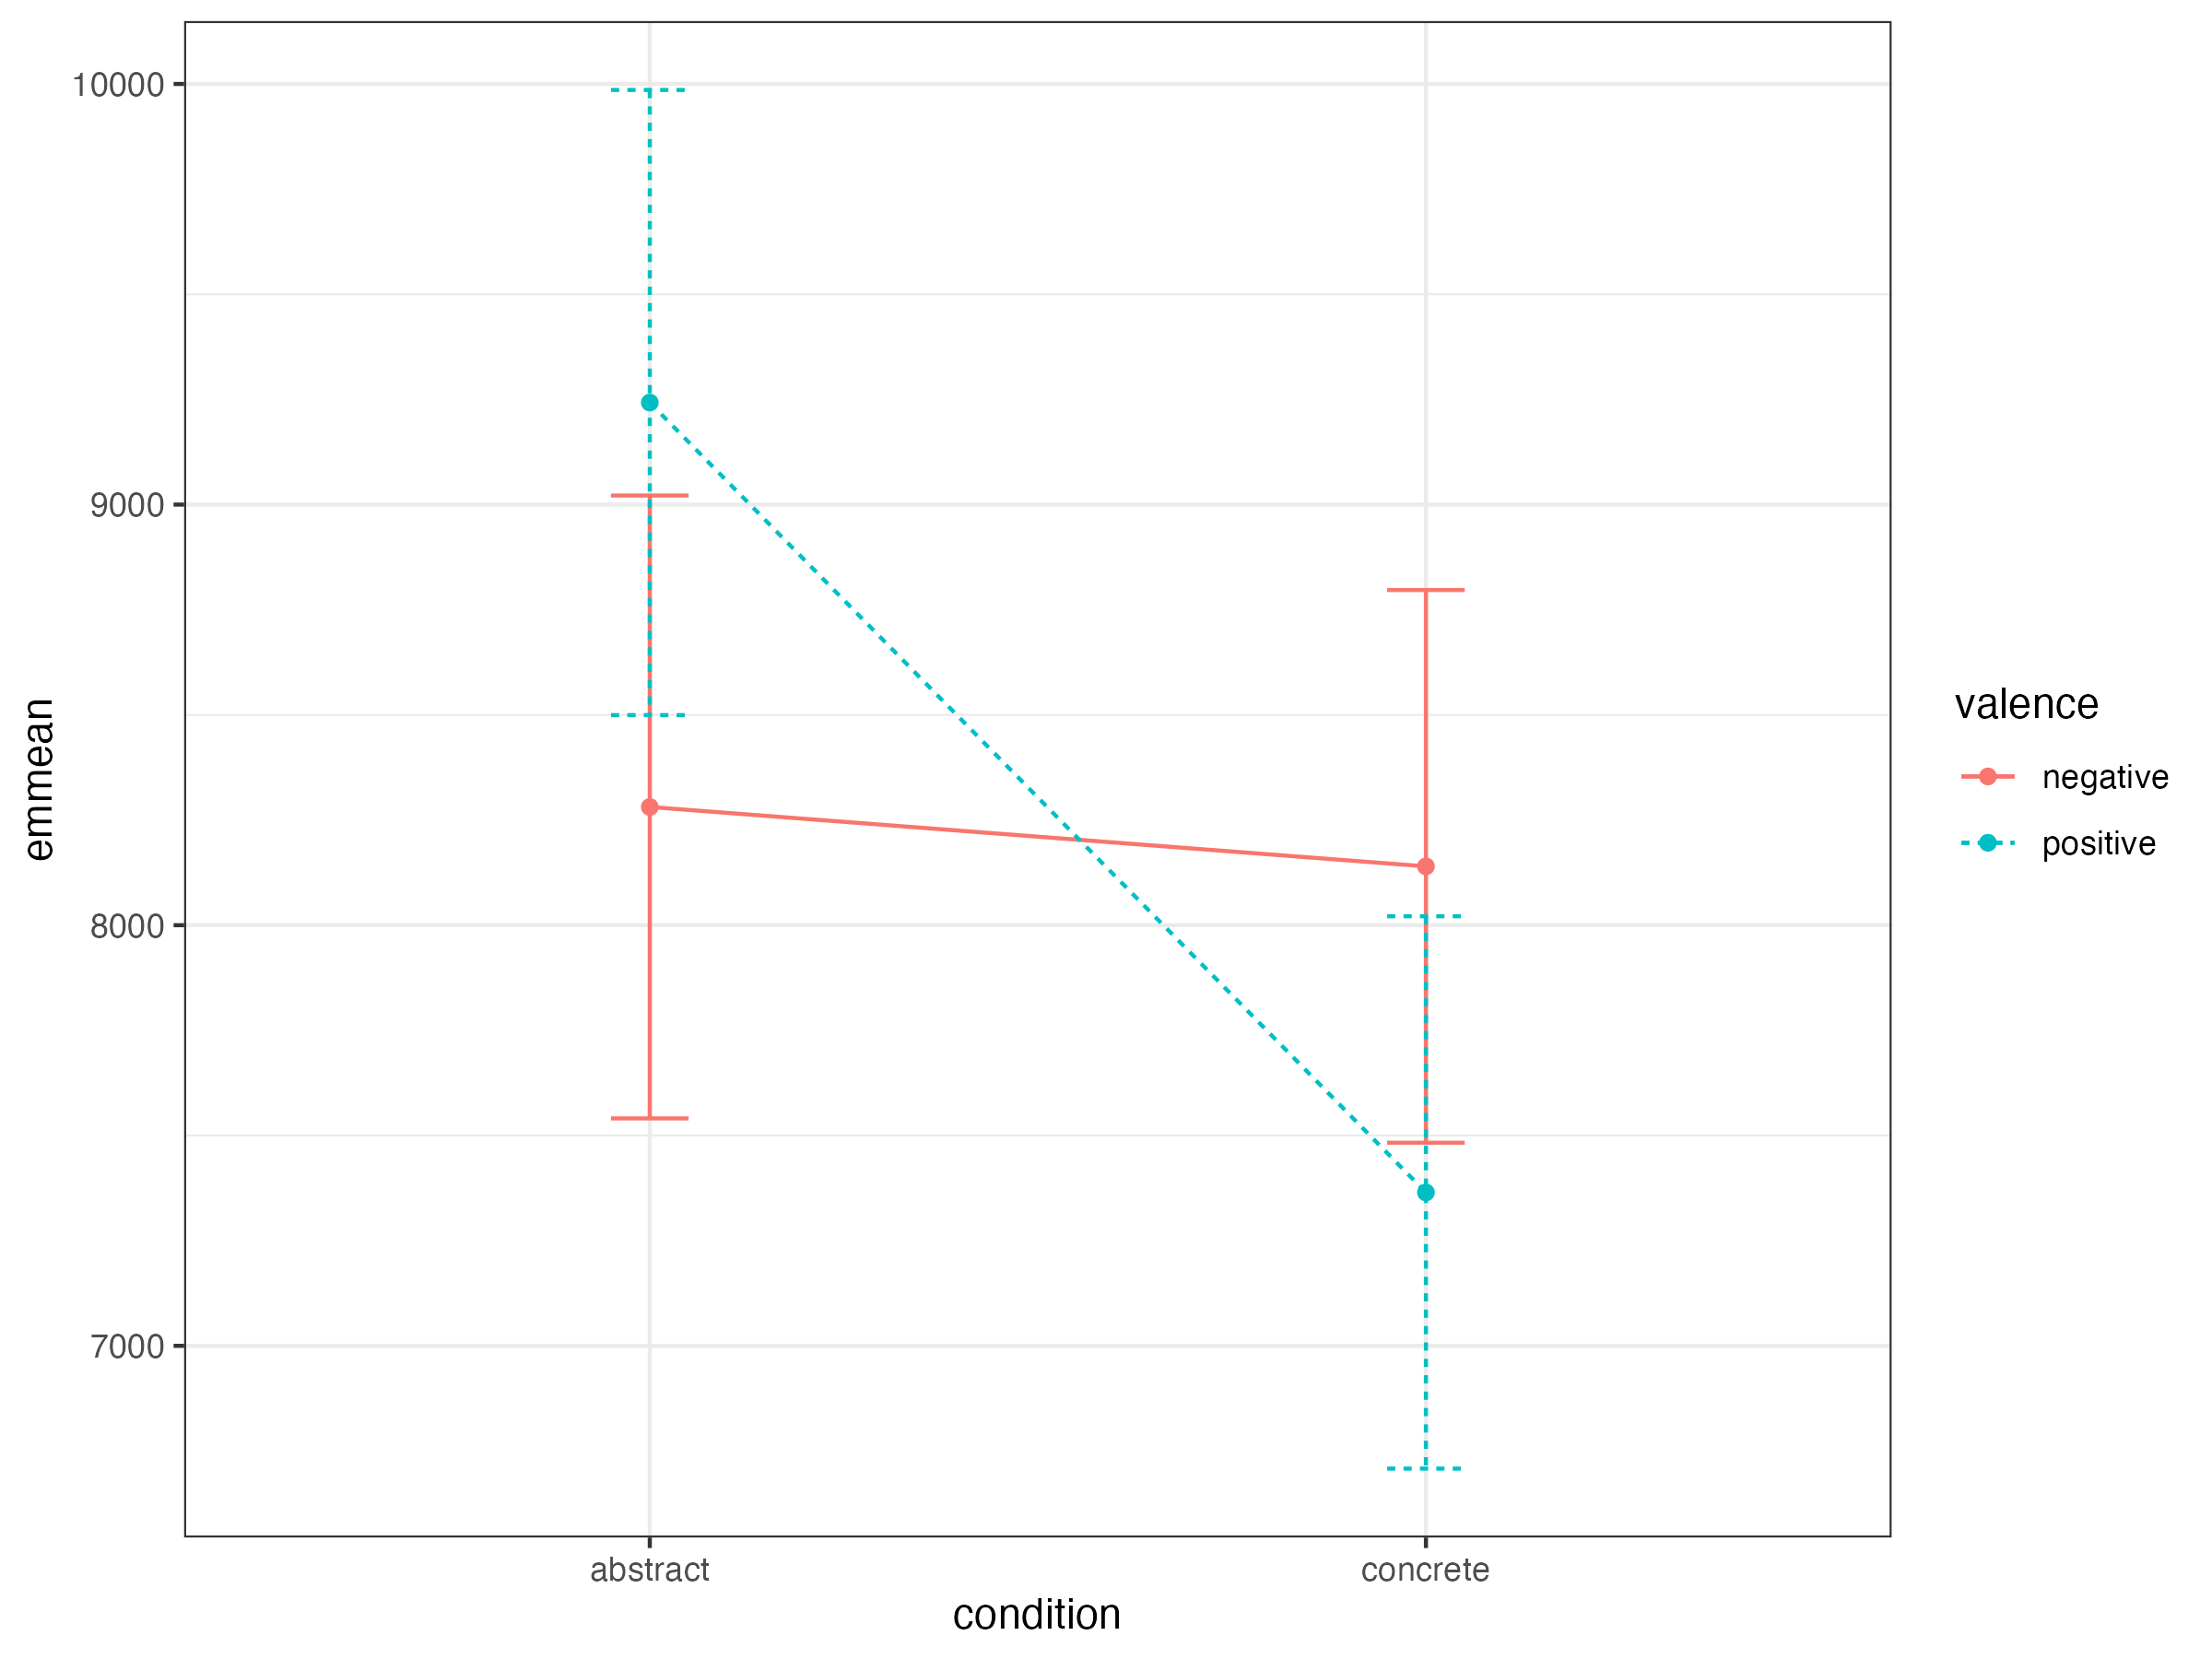 10000
9000
8000
7000
emmean
abstract
concrete
condition
valence
negative
positive